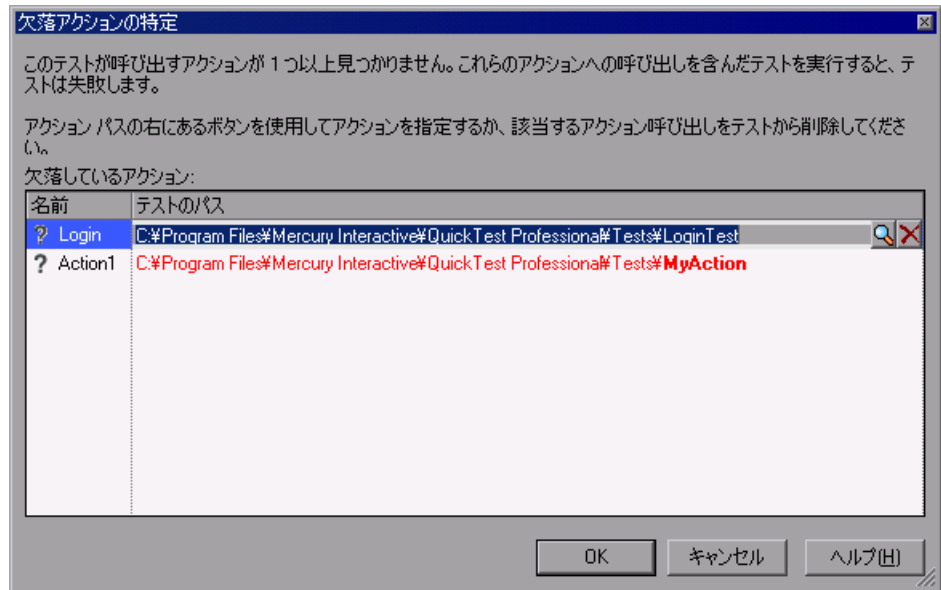 欠落アクションの特定
このテストが呼び出すアクションが１つ以上見つかりません。これらのアクションへの呼び出しを含んだテストを実行すると、テ
ストは失敗します。
アクション パスの右にあるボタンを使用してアクションを指定するか、該当するアクション呼び出しをテストから削除してくださ
い。
欠落しているアクション:
名前 テストのパス
? Login C:¥Program Files¥Mercury Interactive¥QuickTest Professional¥Tests¥LoginTest
? Action1 C:¥Program Files¥Mercury Interactive¥QuickTest Professional¥Tests¥MyAction
OK キャンセル ヘルプ(H)